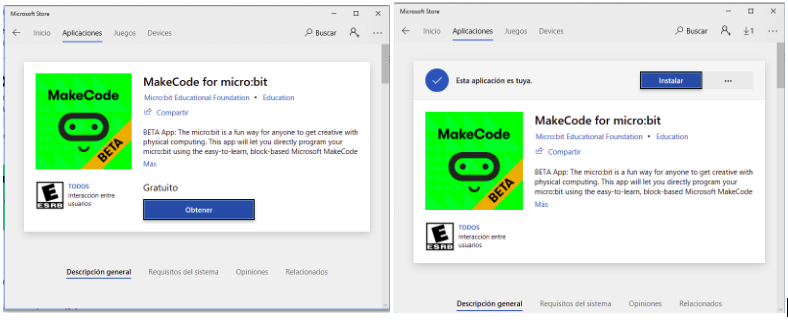 Microsoft Store
Inicio Aplicaciones Juegos Devices Buscar
MakeCode
BETA
MakeCode for micro:bit
Micro:bit Educational Foundation • Education
Compartir
BETA App: The micro:bit is a fun way for anyone to get creative with
physical computing. This app will let you directly program your
micro:bit using the easy-to-learn, block-based Microsoft MakeCode
Más
E
ESRB
TODOS
Interacción entre
usuarios
Gratuito
Obtener
Descripción general Requisitos del sistema Opiniones Relacionados
Microsoft Store
Inicio Aplicaciones Juegos Devices Buscar 1
Esta aplicación es tuya. Instalar
MakeCode
BETA
MakeCode for micro:bit
Micro:bit Educational Foundation • Education
Compartir
BETA App: The micro:bit is a fun way for anyone to get creative with
physical computing. This app will let you directly program your
micro:bit using the easy-to-learn, block-based Microsoft MakeCode
Más
E
ESRB
TODOS
Interacción entre
usuarios
Descripción general Requisitos del sistema Opiniones Relacionados